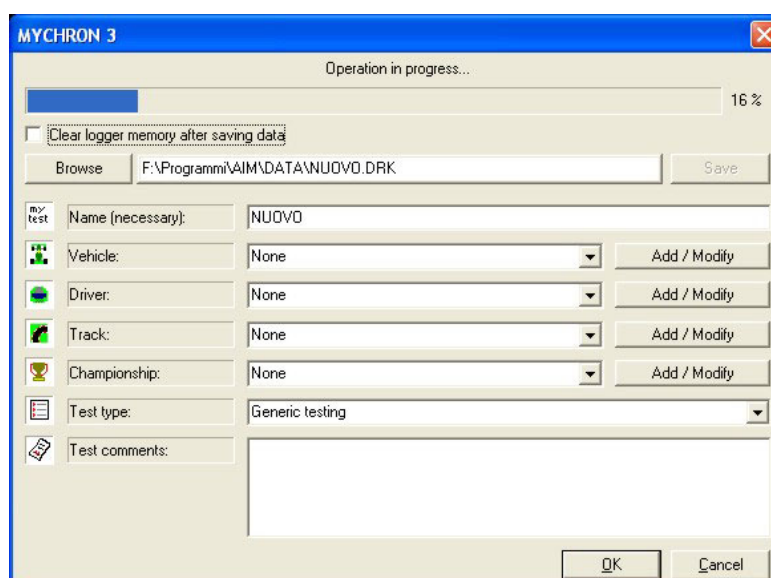 MYCHRON 3
Operation in progress...
16 %
Clear logger memory after saving data
Browse F:\Programmi\AIM\DATA\NUOVO.DRK Save
my test Name (necessary): NUOVO
Vehicle: None Add / Modify
Driver: None Add / Modify
Track: None Add / Modify
Championship: None Add / Modify
Test type: Generic testing
Test comments:
OK Cancel